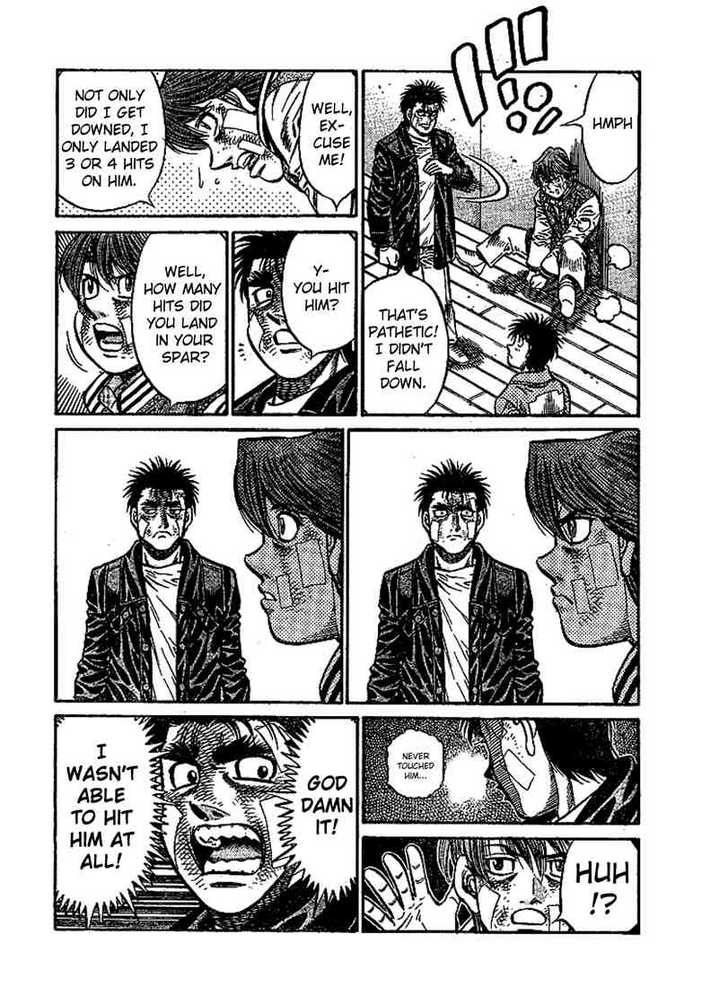 HMPH
THAT'S
PATHETIC!
I DIDN'T
FALL
DOWN.
WELL,
EX-
CUSE
ME!
NOT ONLY
DID I GET
DOWNED, I
ONLY LANDED
3 OR 4 HITS
ON HIM.
Y-
YOU HIT
HIM?
WELL,
HOW MANY
HITS DID
YOU LAND
IN YOUR
SPAR?
NEVER
TOUCHED
HIM...
HUH
!?
GOD
DAMN
IT!
I
WASN'T
ABLE
TO HIT
HIM AT
ALL!